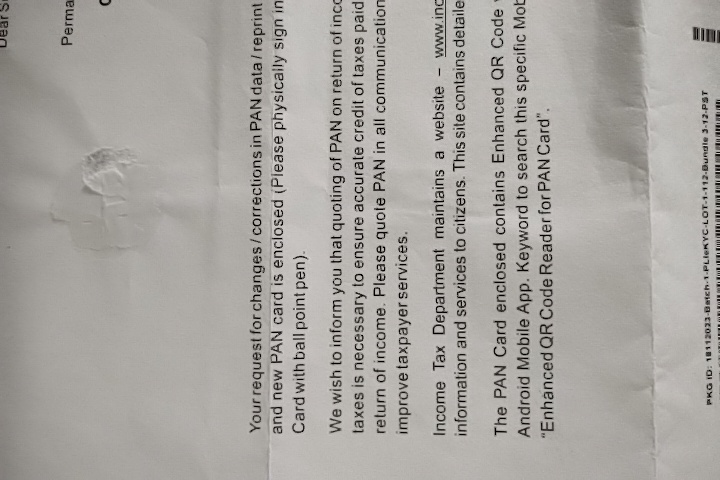 Dear
Perma
Your request for changes / corrections in PAN data / reprint
and new PAN card is enclosed (Please physically sign in
Card with ball point pen).
We wish to inform you that quoting of PAN on return of inco
taxes is necessary to ensure accurate credit of taxes paid
return of income. Please quote PAN in all communication
improve taxpayer services.
Income Tax Department maintains a website – www.inc
information and services to citizens. This site contains detaile
The PAN Card enclosed contains Enhanced QR Code
Android Mobile App. Keyword to search this specific Mob
“Enhanced QR Code Reader for PAN Card”.
PKG ID: 18112023-Batch-1-PLIeKYC-LOT-1-112-Bundle 3-12-PST